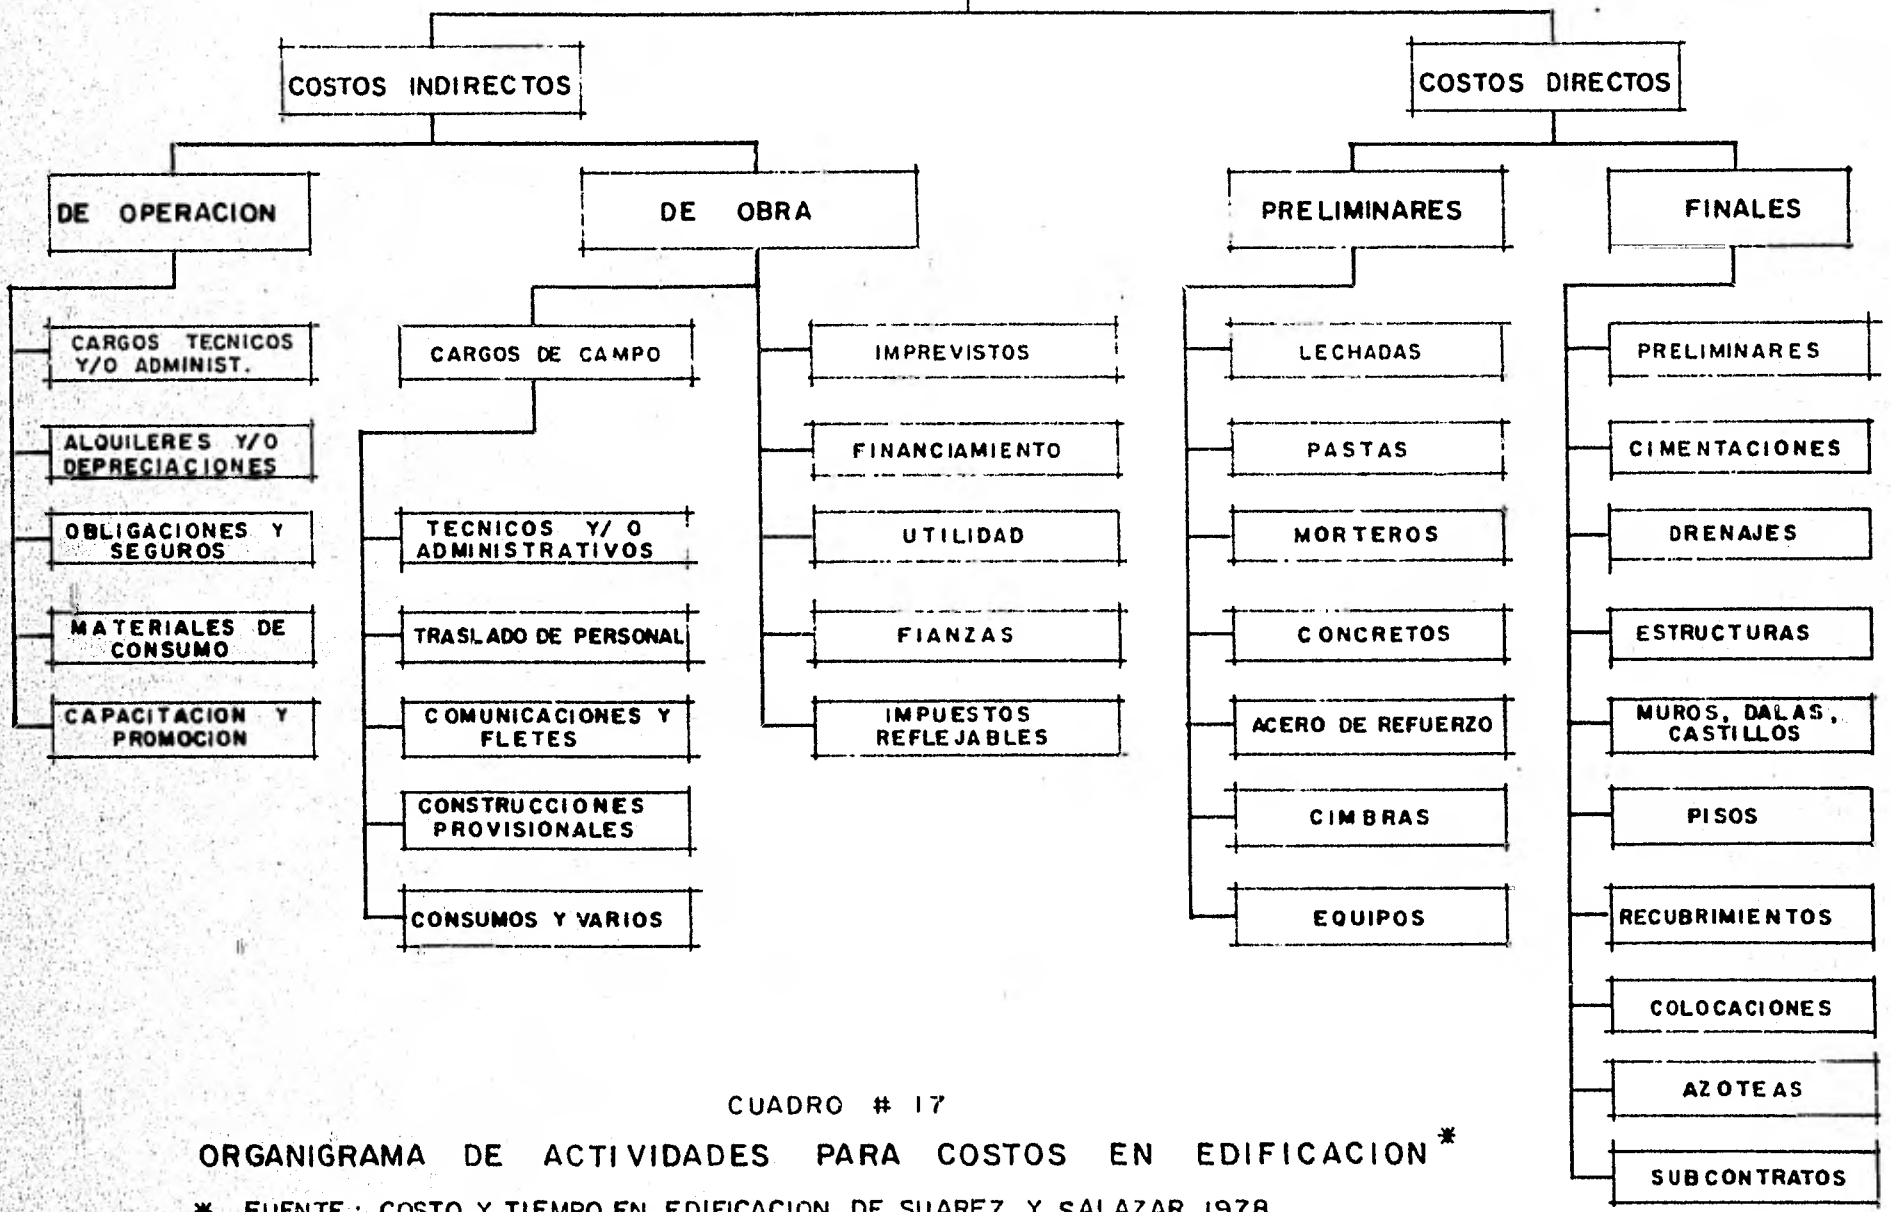 COSTOS INDIRECTOS
COSTOS DIRECTOS
DE OPERACION
DE OBRA
PRELIMINARES
FINALES
CARGOS TECNICOS
Y/O ADMINIST.
ALQUILERES Y/O
DEPRECIACIONES
OBLIGACIONES Y
SEGUROS
MATERIALES DE
CONSUMO
CAPACITACION Y
PROMOCION
CARGOS DE CAMPO
TECNICOS Y/O
ADMINISTRATIVOS
TRASLADO DE PERSONAL
COMUNICACIONES Y
FLETES
CONSTRUCCIONES
PROVISIONALES
CONSUMOS Y VARIOS
IMPREVISTOS
FINANCIAMIENTO
UTILIDAD
FIANZAS
IMPUESTOS
REFLEJABLES
LECHADAS
PASTAS
MORTEROS
CONCRETOS
ACERO DE REFUERZO
CIMBRAS
EQUIPOS
PRELIMINARES
CIMENTACIONES
DRENAJES
ESTRUCTURAS
MUROS, DALAS,
CASTILLOS
PISOS
RECUBRIMIENTOS
COLOCACIONES
AZOTEAS
SUBCONTRATOS
CUADRO # 17
ORGANIGRAMA DE ACTIVIDADES PARA COSTOS EN EDIFICACION *
* FUENTE: COSTO Y TIEMPO EN EDIFICACION DE SUAREZ Y SALAZAR 1978